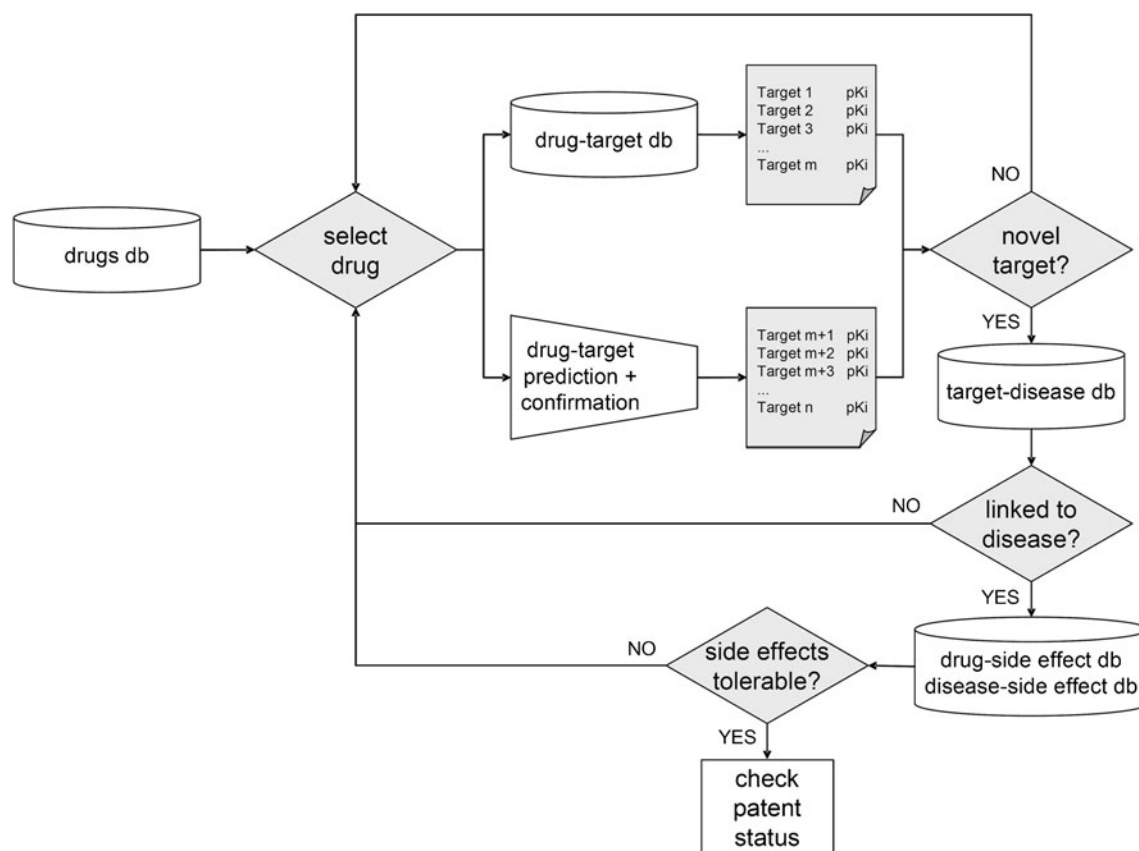 drugs db
select
drug
drug-target db
Target 1 pKi
Target 2 pKi
Target 3 pKi
...
Target m pKi
drug-target
prediction +
confirmation
Target m+1 pKi
Target m+2 pKi
Target m+3 pKi
...
Target n pKi
NO
novel
target?
YES
target-disease db
NO
linked to
disease?
YES
drug-side effect db
disease-side effect db
NO
side effects
tolerable?
YES
check
patent
status